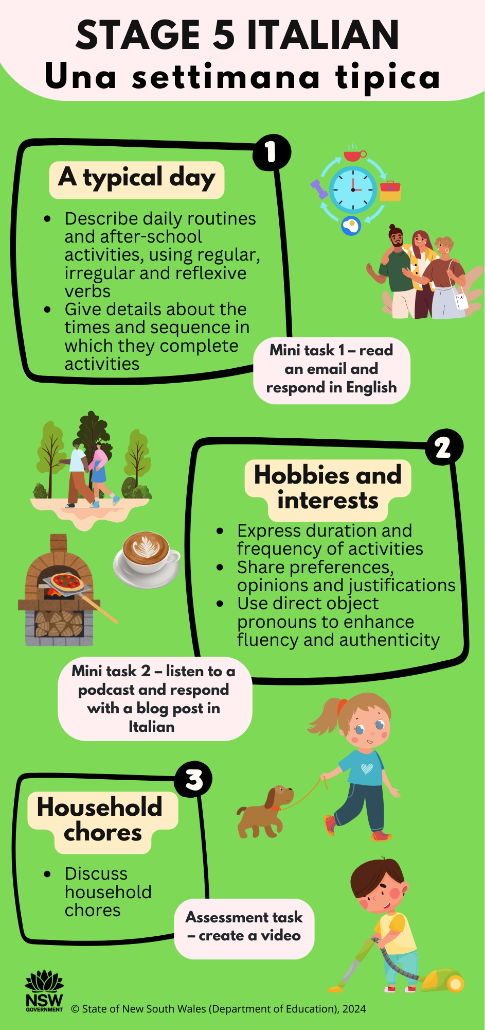 STAGE 5 ITALIAN
Una settimana tipica
1
A typical day
• Describe daily routines
and after-school
activities, using regular,
irregular and reflexive
verbs
• Give details about the
times and sequence in
which they complete
activities
Mini task 1 – read
an email and
respond in English
2
Hobbies and
interests
• Express duration and
frequency of activities
• Share preferences,
opinions and justifications
• Use direct object
pronouns to enhance
fluency and authenticity
Mini task 2 – listen to a
podcast and respond
with a blog post in
Italian
3
Household
chores
• Discuss
household
chores
Assessment task
– create a video
NSW
GOVERNMENT
© State of New South Wales (Department of Education), 2024